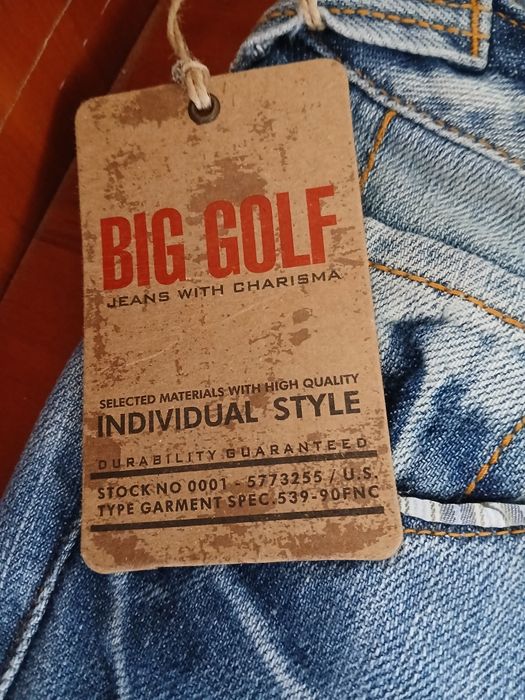 BIG GOLF
JEANS WITH CHARISMA
SELECTED MATERIALS WITH HIGH QUALITY
INDIVIDUAL STYLE
DURABILITY GUARANTEED
STOCK NO 0001 - 5773255 / U.S.
TYPE GARMENT SPEC.539-90FNC